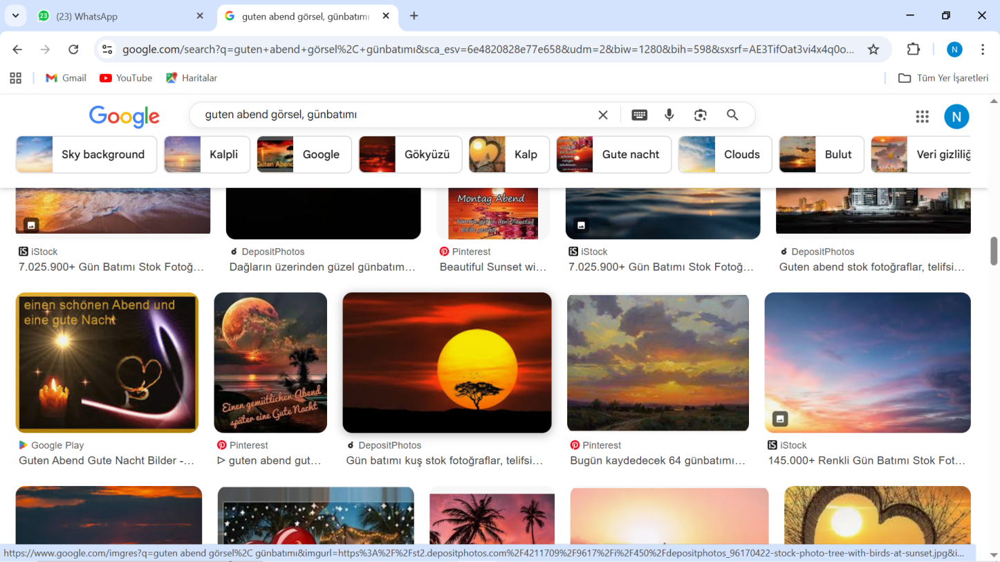 (23) WhatsApp
guten abend görsel, günbatımı
google.com/search?q=guten+abend+görsel%2C+günbatımı&sca_esv=6e4820828e77e658&udm=2&biw=1280&bih=598&sxsrf=AE3TifOat3vi4x4q0o...
N
Gmail
YouTube
Haritalar
Tüm Yer İşaretleri
Google
guten abend görsel, günbatımı
N
Sky background
Kalpli
Google
Gökyüzü
Kalp
Gute nacht
Clouds
Bulut
Veri gizliliğ
Montag Abend
komme gut in den Dienstag
bleibe gesund
iStock
7.025.900+ Gün Batımı Stok Fotoğ...
DepositPhotos
Dağların üzerinden güzel günbatım...
Pinterest
Beautiful Sunset wi...
iStock
7.025.900+ Gün Batımı Stok Fotoğ...
DepositPhotos
Guten abend stok fotoğraflar, telifsi...
einen schönen Abend und
eine gute Nacht
Einen gemütlichen Abend
später eine Gute Nacht
Google Play
Guten Abend Gute Nacht Bilder -...
Pinterest
ᐅ guten abend gut...
DepositPhotos
Gün batımı kuş stok fotoğraflar, telifsi...
Pinterest
Bugün kaydedecek 64 günbatımı...
iStock
145.000+ Renkli Gün Batımı Stok Fot...
https://www.google.com/imgres?q=guten abend görsel%2C günbatımı&imgurl=https%3A%2F%2Fst2.depositphotos.com%2F4211709%2F9617%2Fi%2F450%2Fdepositphotos_96170422-stock-photo-tree-with-birds-at-sunset.jpg&i...